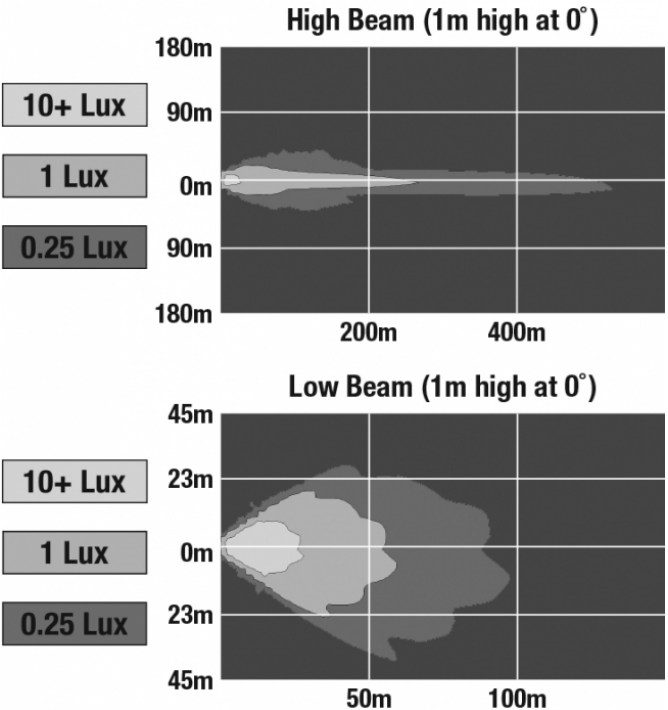 High Beam (1m high at 0°)
180m
10+ Lux
90m
1 Lux
0m
0.25 Lux
90m
180m
200m 400m
Low Beam (1m high at 0°)
45m
10+ Lux
23m
1 Lux
0m
0.25 Lux
23m
45m
50m 100m